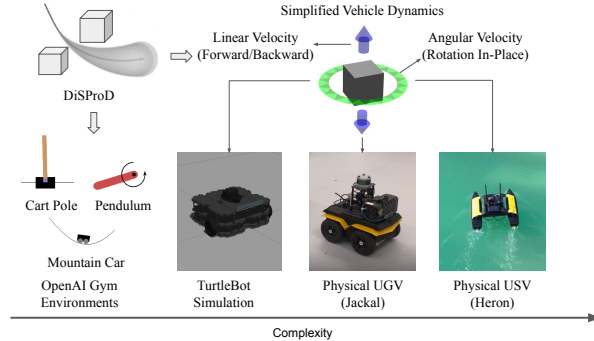 Simplified Vehicle Dynamics
Linear Velocity
(Forward/Backward)
Angular Velocity
(Rotation In-Place)
DiSProD
Cart Pole
Pendulum
Mountain Car
OpenAI Gym
Environments
TurtleBot
Simulation
Physical UGV
(Jackal)
Physical USV
(Heron)
Complexity